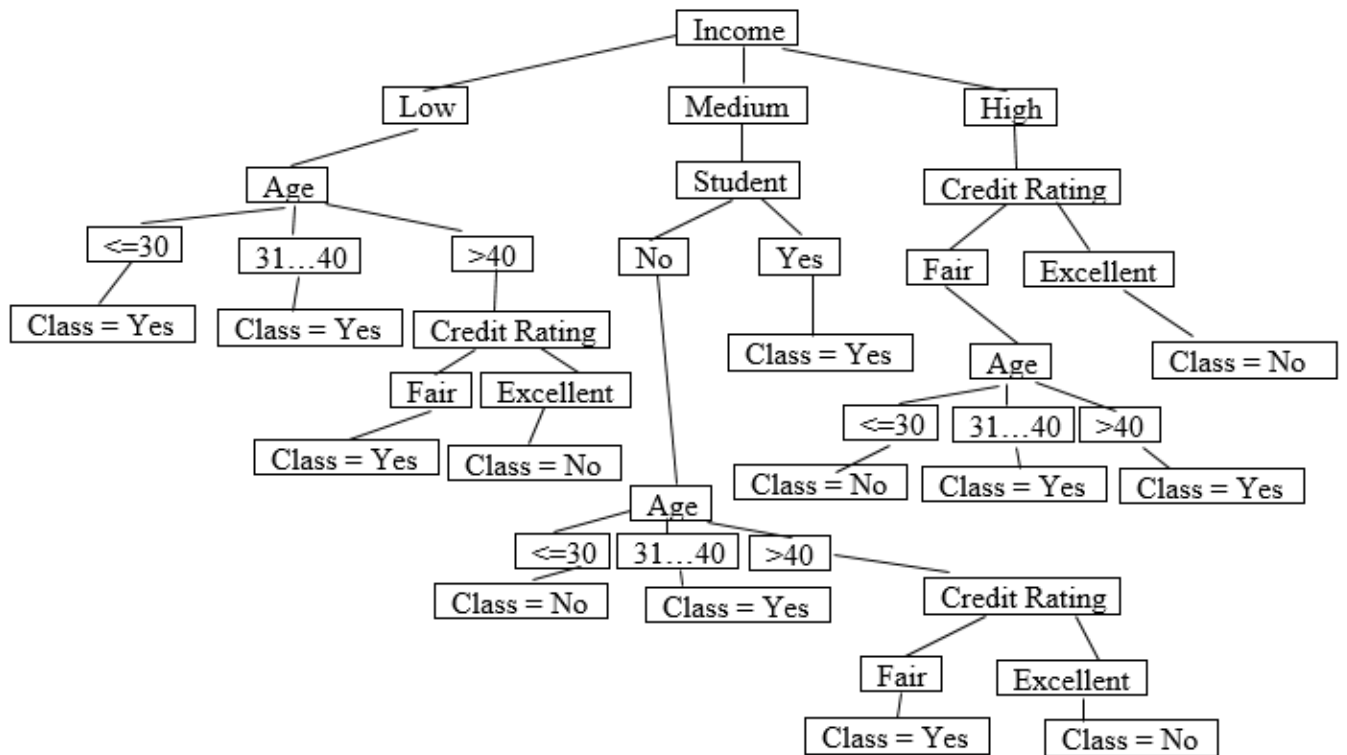 Income
Low
Medium
High
Age
Student
Credit Rating
<=30
31…40
>40
No
Yes
Fair
Excellent
Class = Yes
Class = Yes
Credit Rating
Class = Yes
Age
Class = No
Fair
Excellent
<=30
31…40
>40
Class = Yes
Class = No
Class = No
Class = Yes
Class = Yes
Age
<=30
31…40
>40
Class = No
Class = Yes
Credit Rating
Fair
Excellent
Class = Yes
Class = No